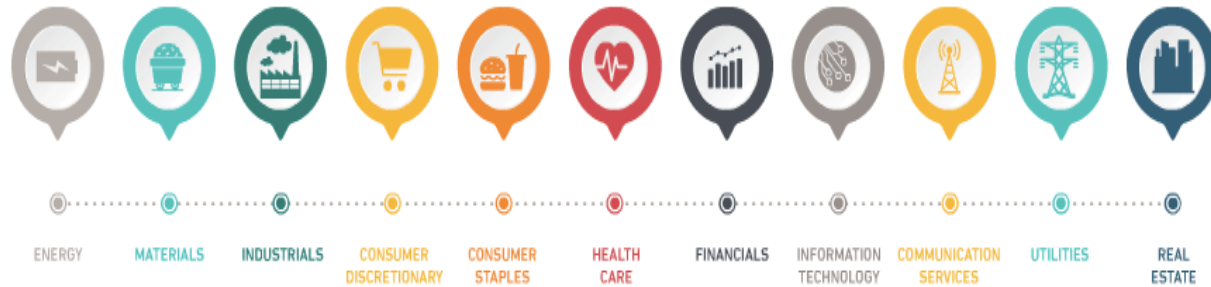 ENERGY
MATERIALS
INDUSTRIALS
CONSUMER
DISCRETIONARY
CONSUMER
STAPLES
HEALTH
CARE
FINANCIALS
INFORMATION
TECHNOLOGY
COMMUNICATION
SERVICES
UTILITIES
REAL
ESTATE